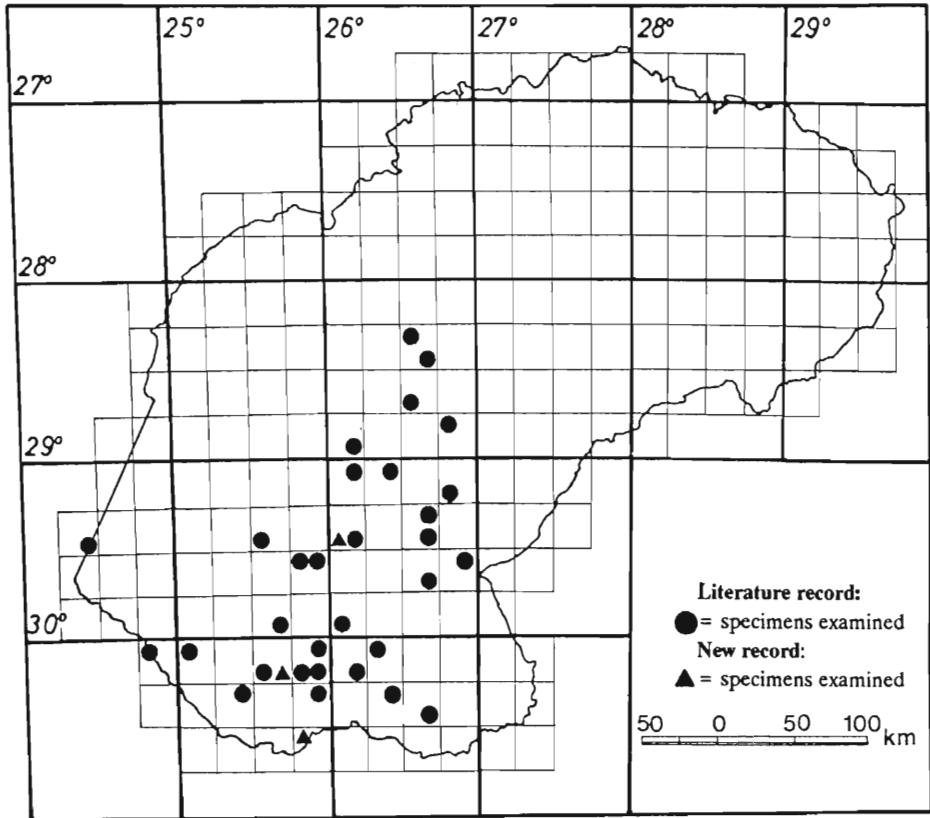 25° 26° 27° 28° 29°
27°
28°
29°
30°
Literature record:
= specimens examined
New record:
= specimens examined
50 0 50 100 km